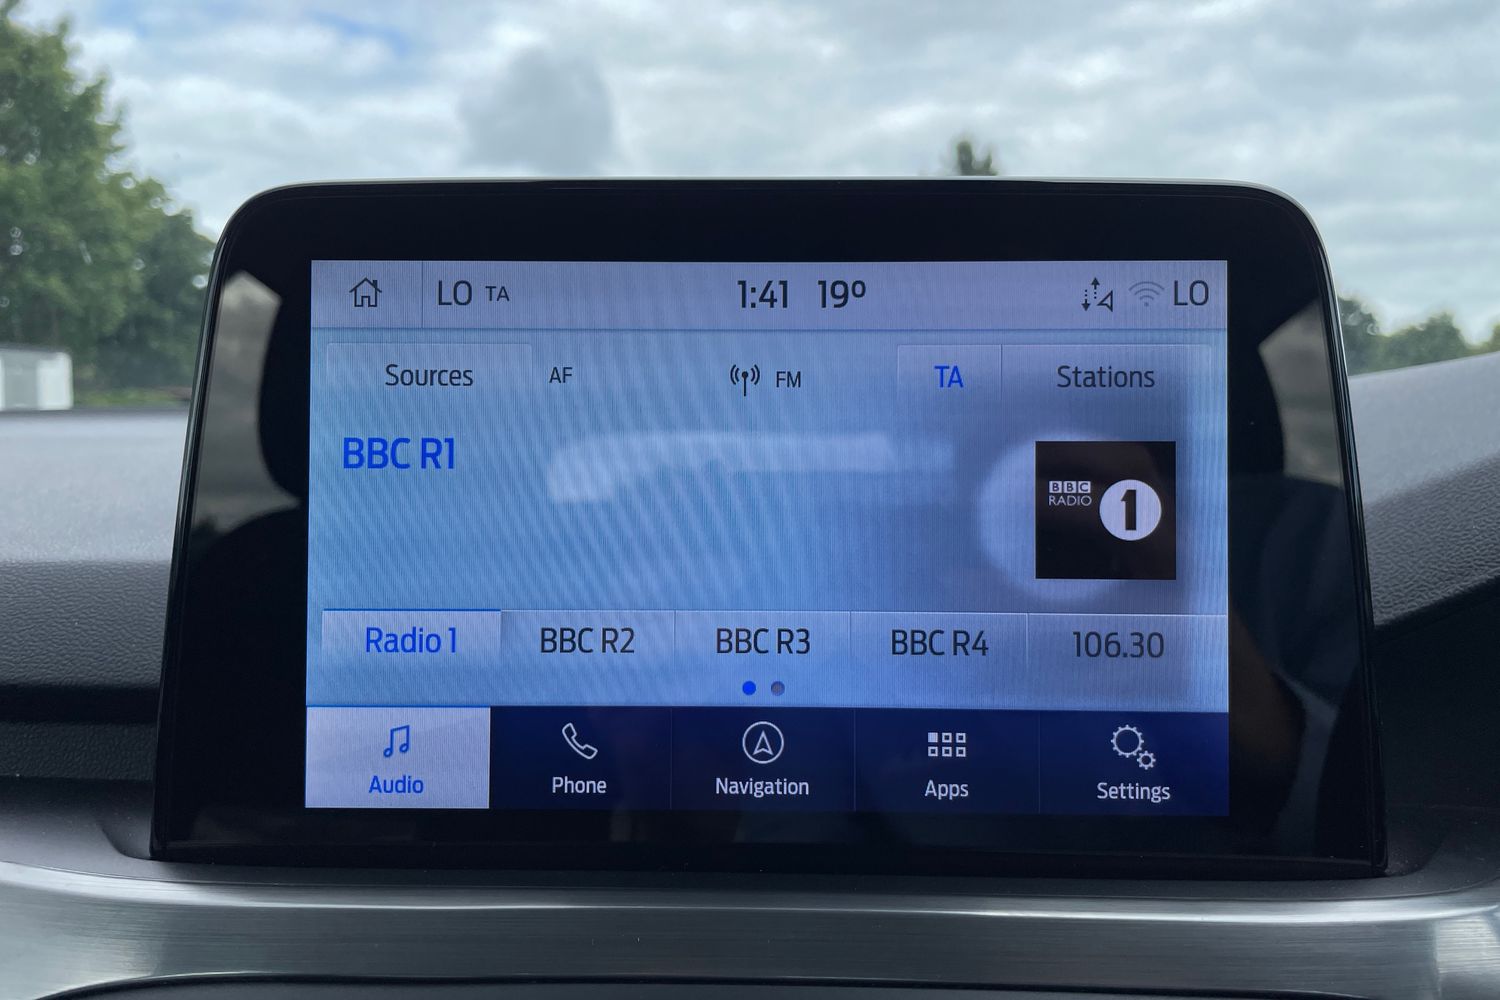 LO TA 1:41 19º LO
Sources AF FM TA Stations
BBC R1
BBC
RADIO 1
Radio 1 BBC R2 BBC R3 BBC R4 106.30
Audio Phone Navigation Apps Settings